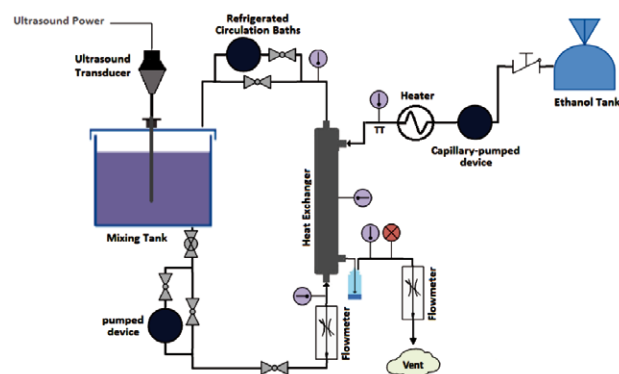 Ultrasound Power
Refrigerated
Circulation Baths
Ultrasound
Transducer
Heater
Ethanol Tank
TT
Capillary-pumped
device
Heat Exchanger
Mixing Tank
pumped
device
Flowmeter
Flowmeter
Vent